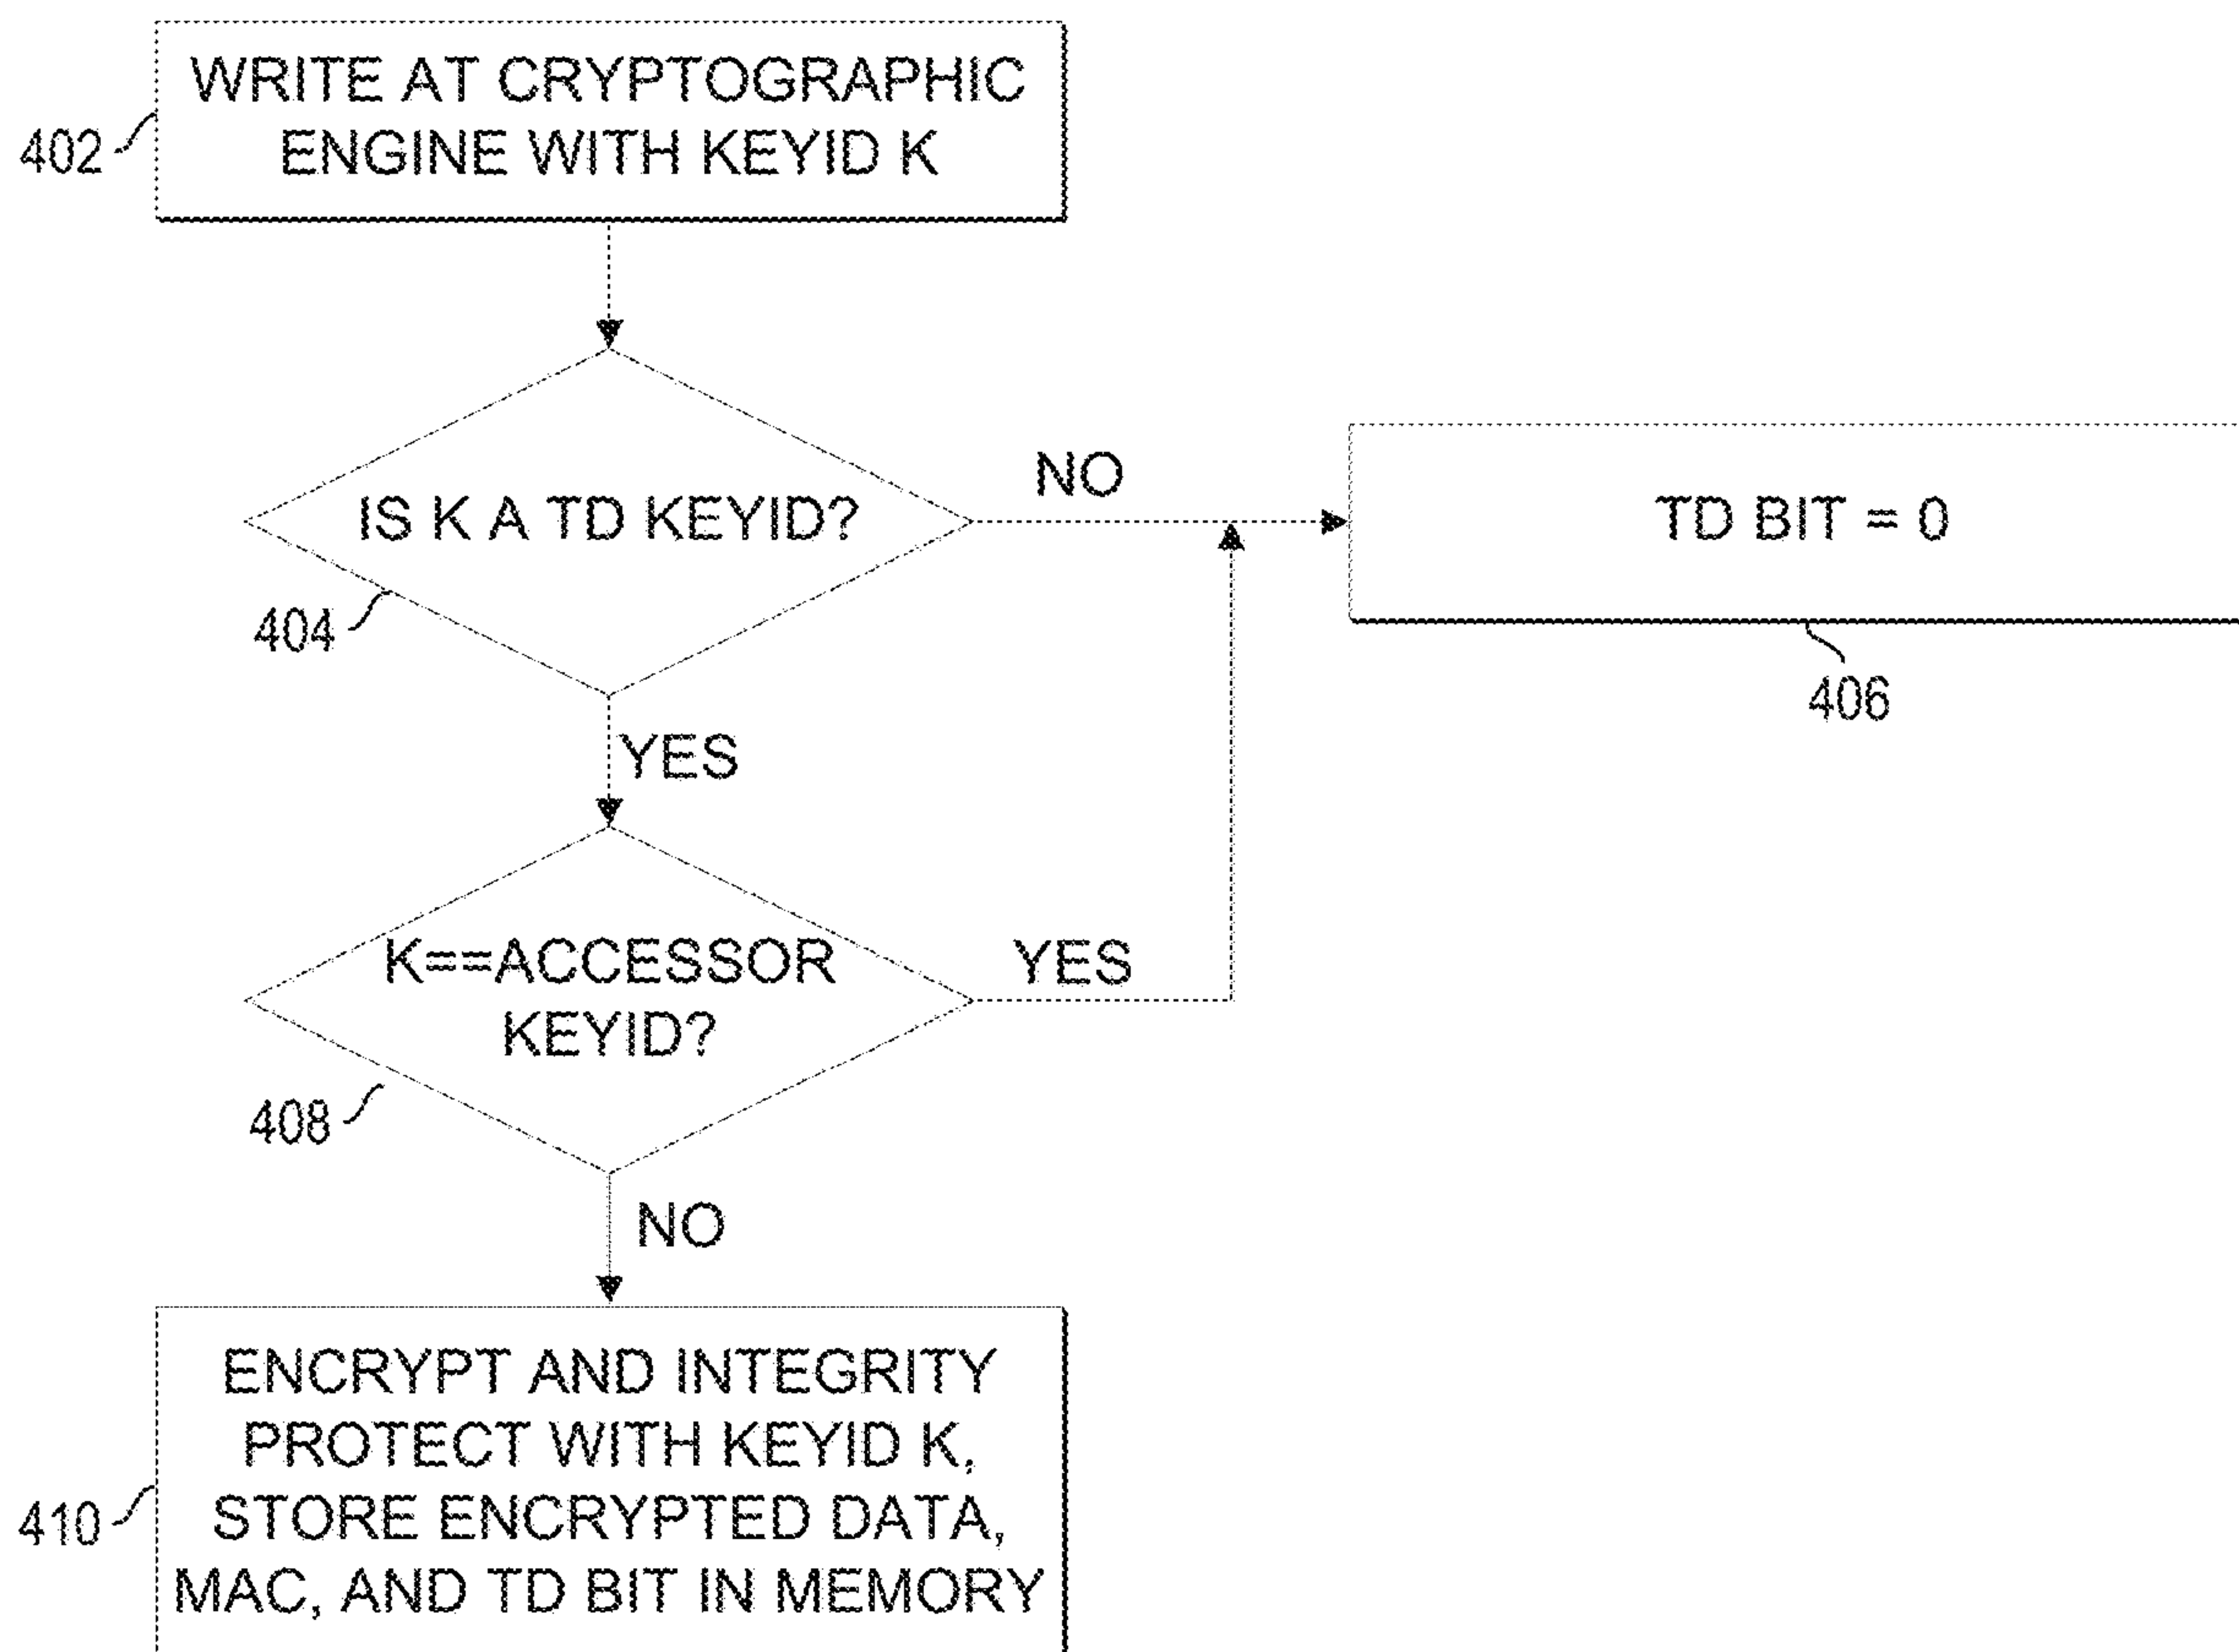 WRITE AT CRYPTOGRAPHIC
ENGINE WITH KEYID K
402
IS K A TD KEYID?
NO
TD BIT = 0
404
406
YES
K==ACCESSOR
KEYID?
YES
408
NO
ENCRYPT AND INTEGRITY
PROTECT WITH KEYID K,
STORE ENCRYPTED DATA,
MAC, AND TD BIT IN MEMORY
410